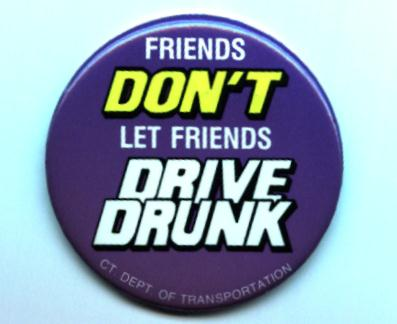 FRIENDS
DON'T
LET FRIENDS
DRIVE
DRUNK
CT. DEPT. OF TRANSPORTATION